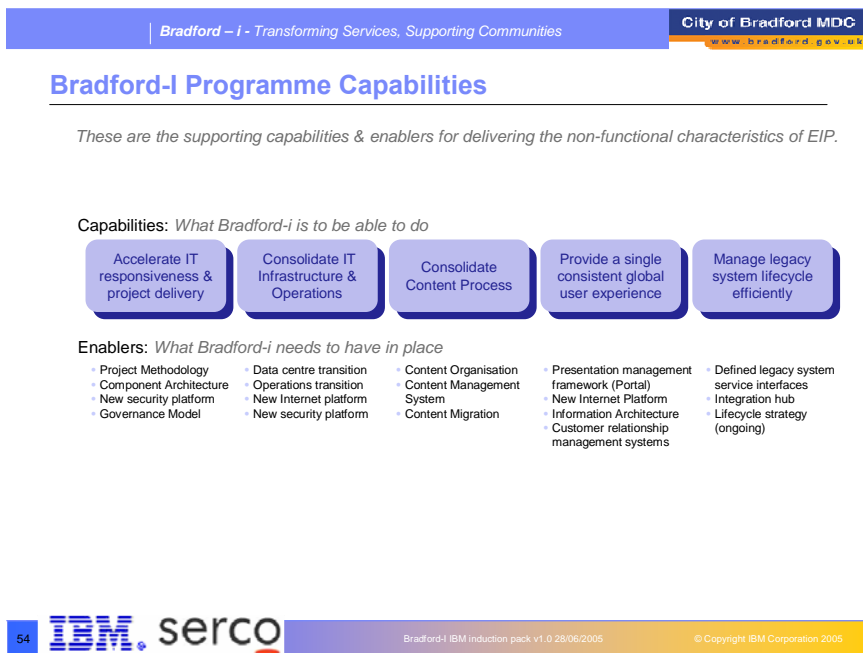 Bradford – i - Transforming Services, Supporting Communities
City of Bradford MDC
www.bradford.gov.uk
Bradford-I Programme Capabilities
These are the supporting capabilities & enablers for delivering the non-functional characteristics of EIP.
Capabilities: What Bradford-i is to be able to do
Accelerate IT
responsiveness &
project delivery
Consolidate IT
Infrastructure &
Operations
Consolidate
Content Process
Provide a single
consistent global
user experience
Manage legacy
system lifecycle
efficiently
Enablers: What Bradford-i needs to have in place
• Project Methodology
• Component Architecture
• New security platform
• Governance Model
• Data centre transition
• Operations transition
• New Internet platform
• New security platform
• Content Organisation
• Content Management
System
• Content Migration
• Presentation management
framework (Portal)
• New Internet Platform
• Information Architecture
• Customer relationship
management systems
• Defined legacy system
service interfaces
• Integration hub
• Lifecycle strategy
(ongoing)
54
IBM.
serco
Bradford-I IBM induction pack v1.0 28/06/2005
© Copyright IBM Corporation 2005